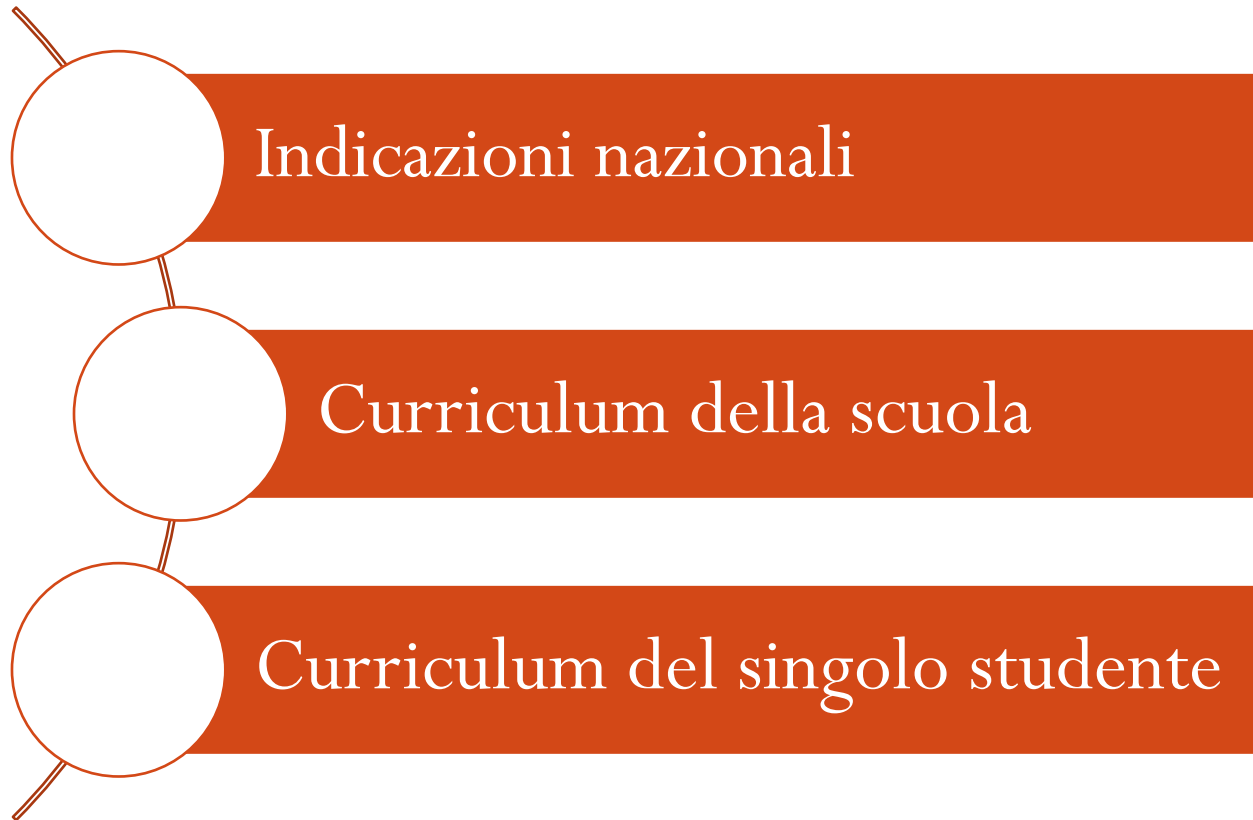 Indicazioni nazionali
Curriculum della scuola
Curriculum del singolo studente